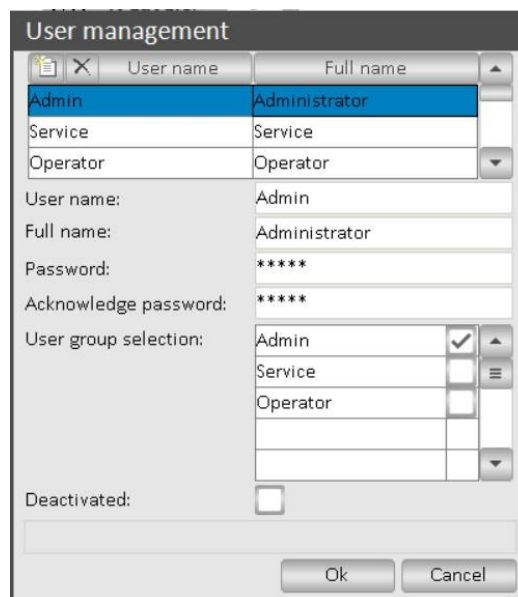 User management
User name Full name
Admin Administrator
Service Service
Operator Operator
User name: Admin
Full name: Administrator
Password: *****
Acknowledge password: *****
User group selection: Admin
Service
Operator
Deactivated:
Ok Cancel